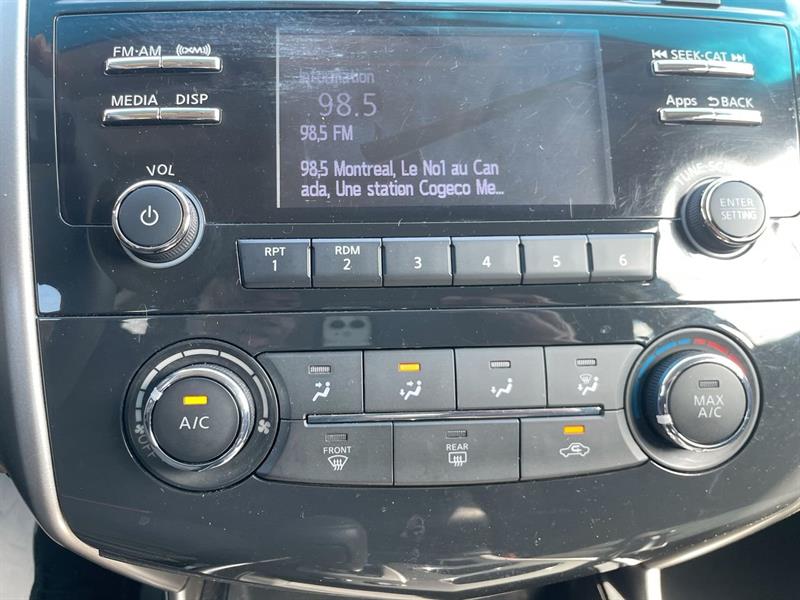 FM·AM (((XM)))
SEEK·CAT
MEDIA DISP
Apps BACK
Information
98.5
98,5 FM
98,5 Montreal, Le No1 au Can
ada, Une station Cogeco Me...
VOL
ENTER
SETTING
RPT
1
RDM
2
3
4
5
6
A/C
OFF
MAX
A/C
FRONT
REAR